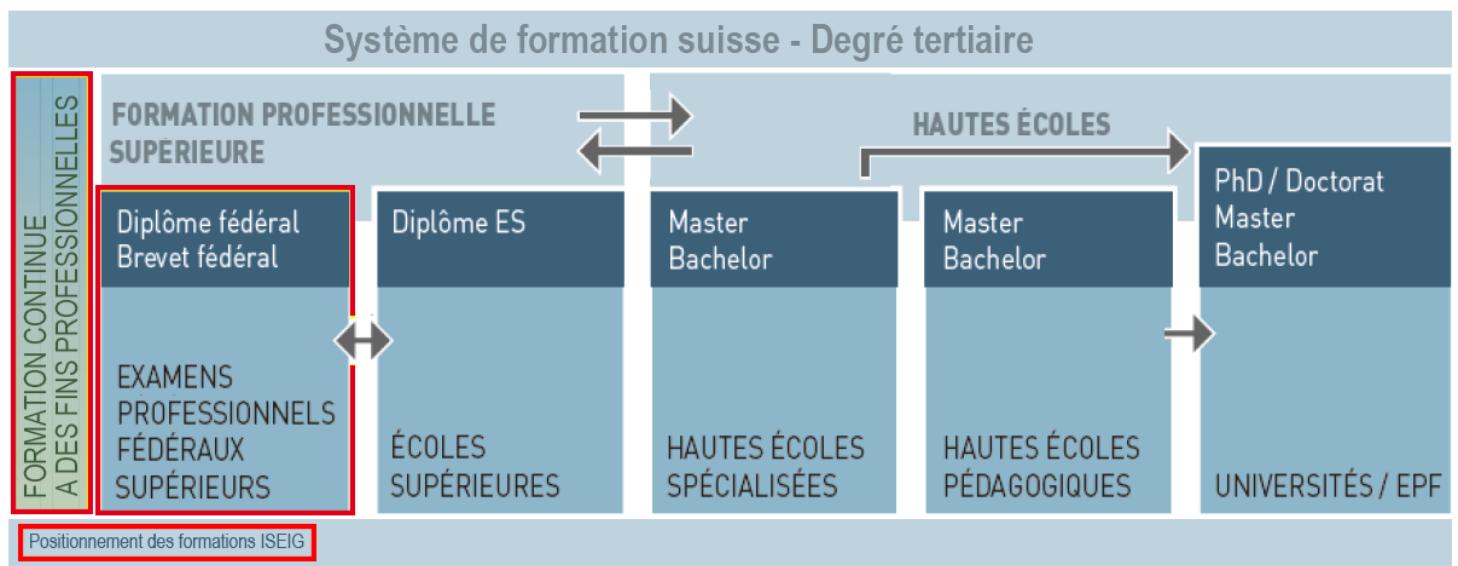 Système de formation suisse - Degré tertiaire
FORMATION CONTINUE
A DES FINS PROFESSIONNELLES
FORMATION PROFESSIONNELLE
SUPÉRIEURE
HAUTES ÉCOLES
Diplôme fédéral
Brevet fédéral
EXAMENS
PROFESSIONNELS
FÉDÉRAUX
SUPÉRIEURS
Diplôme ES
ÉCOLES
SUPÉRIEURES
Master
Bachelor
HAUTES ÉCOLES
SPÉCIALISÉES
Master
Bachelor
HAUTES ÉCOLES
PÉDAGOGIQUES
PhD / Doctorat
Master
Bachelor
UNIVERSITÉS / EPF
Positionnement des formations ISEIG